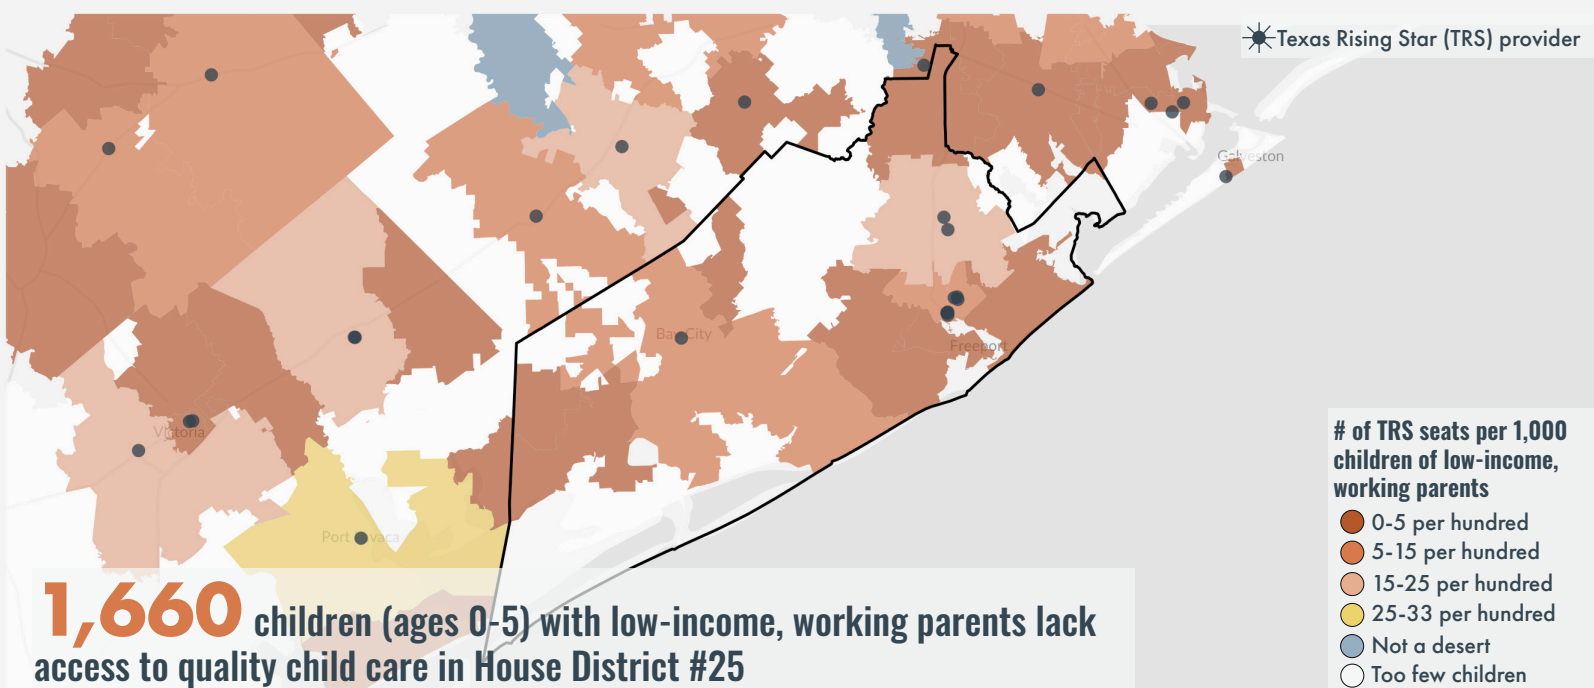 Texas Rising Star (TRS) provider
Galveston
Bay City
Freeport
Victoria
Port Lavaca
# of TRS seats per 1,000
children of low-income,
working parents
0-5 per hundred
5-15 per hundred
15-25 per hundred
25-33 per hundred
Not a desert
Too few children
1,660 children (ages 0-5) with low-income, working parents lack
access to quality child care in House District #25